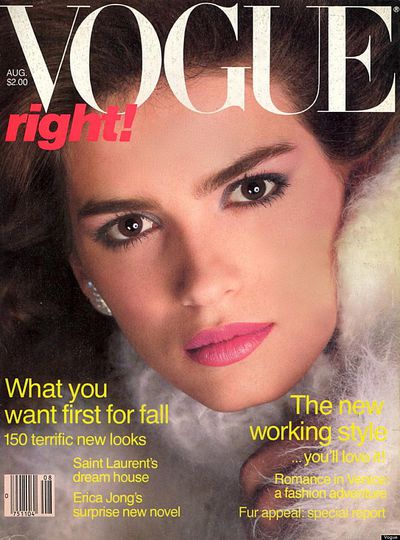 VOGUE
AUG.
$2.00
right!
What you
want first for fall
150 terrific new looks
Saint Laurent's
dream house
Erica Jong's
surprise new novel
The new
working style
...you'll love it!
Romance in Venice:
a fashion adventure
Fur appeal: special report
08
0
751104
Vogue